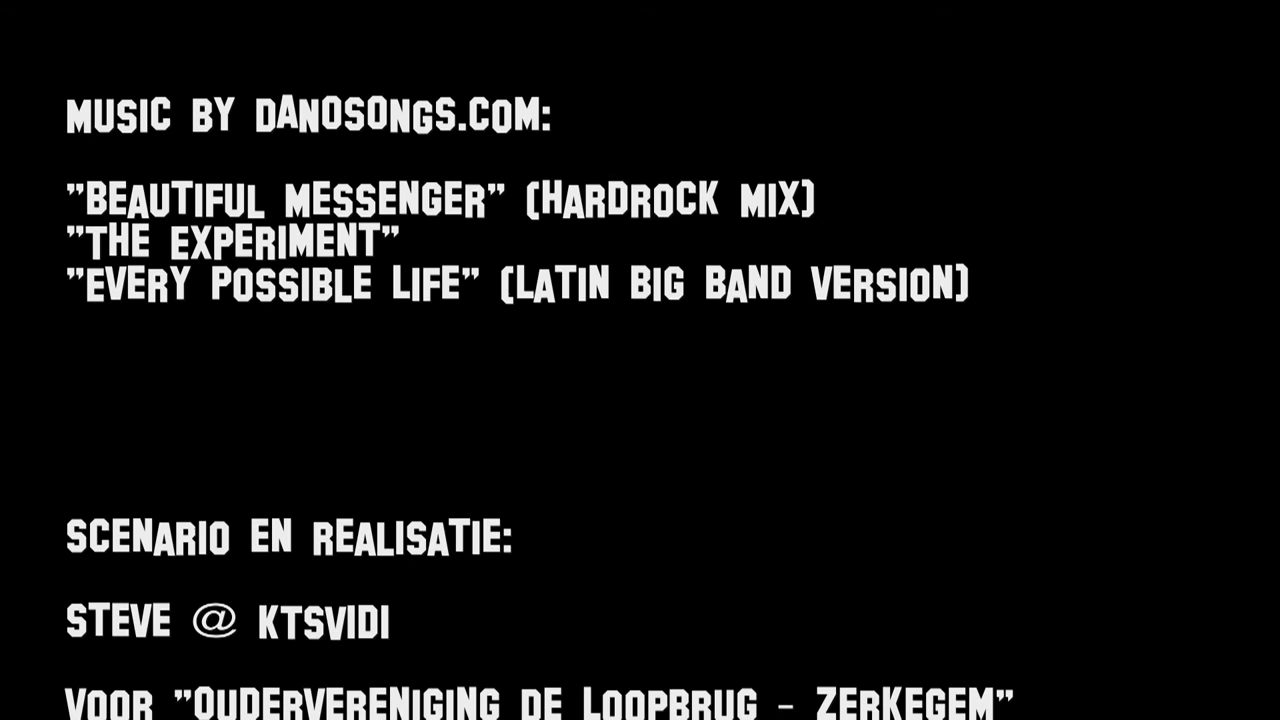 MUSIC BY DANOSONGS.COM:
"BEAUTIFUL MESSENGER" (HARDROCK MIX)
"THE EXPERIMENT"
"EVERY POSSIBLE LIFE" (LATIN BIG BAND VERSION)
SCENARIO EN REALISATIE:
STEVE @ KTSVIDI
VOOR "OUDERVERENIGING DE LOOPBRUG - ZERKEGEM"